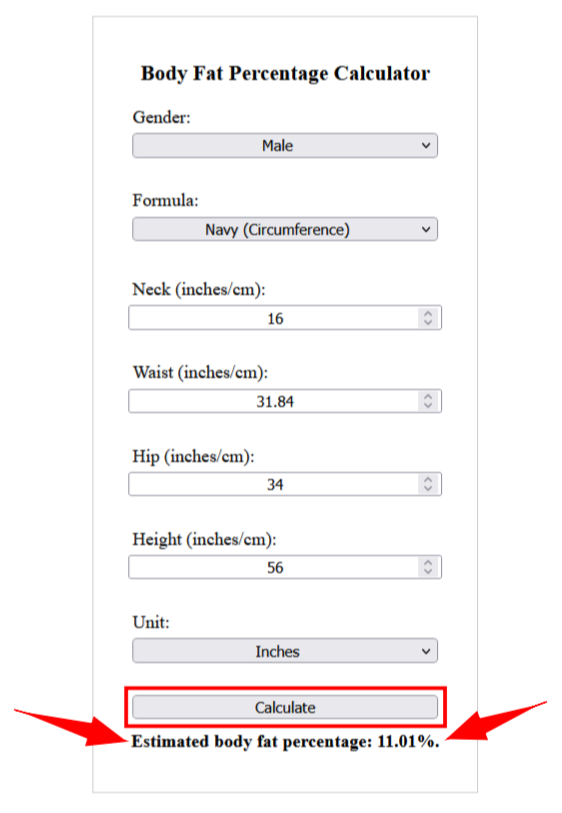 Body Fat Percentage Calculator
Gender:
Male
Formula:
Navy (Circumference)
Neck (inches/cm):
16
Waist (inches/cm):
31.84
Hip (inches/cm):
34
Height (inches/cm):
56
Unit:
Inches
Calculate
Estimated body fat percentage: 11.01%.